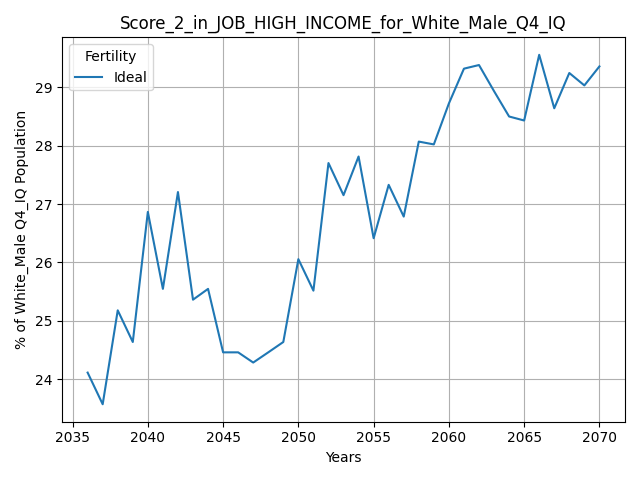 Score_2_in_JOB_HIGH_INCOME_for_White_Male_Q4_IQ
Fertility
Ideal
% of White_Male Q4_IQ Population
29
28
27
26
25
24
2035 2040 2045 2050 2055 2060 2065 2070
Years